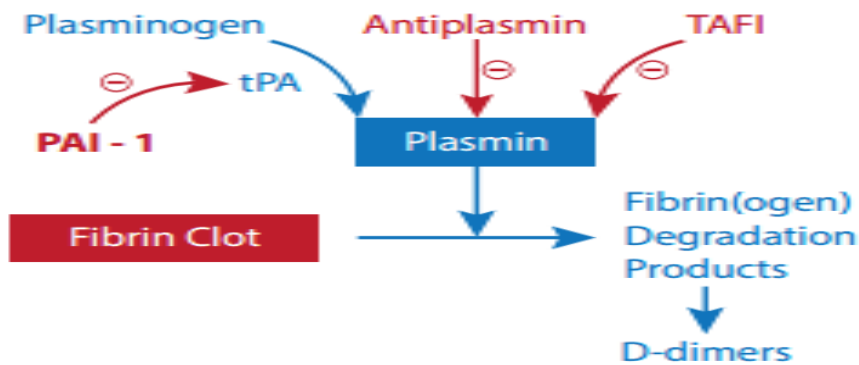 Plasminogen
Antiplasmin
TAFI
⊖
⊖
⊖
tPA
PAI - 1
Plasmin
Fibrin Clot
Fibrin(ogen)
Degradation
Products
D-dimers